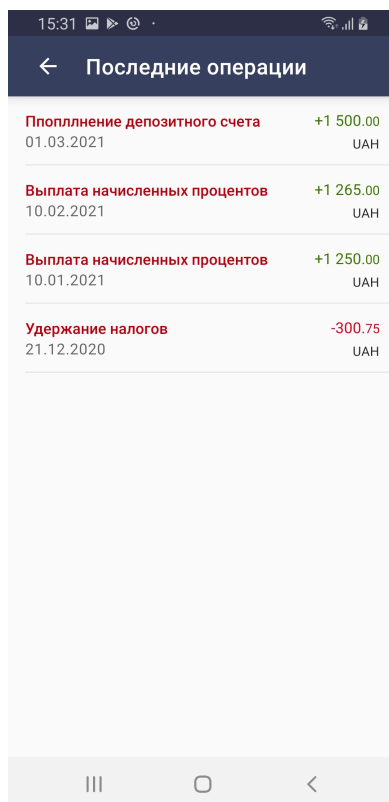 15:31
Последние операции
Ппопллнение депозитного счета +1 500.00
01.03.2021 UAH
Выплата начисленных процентов +1 265.00
10.02.2021 UAH
Выплата начисленных процентов +1 250.00
10.01.2021 UAH
Удержание налогов -300.75
21.12.2020 UAH